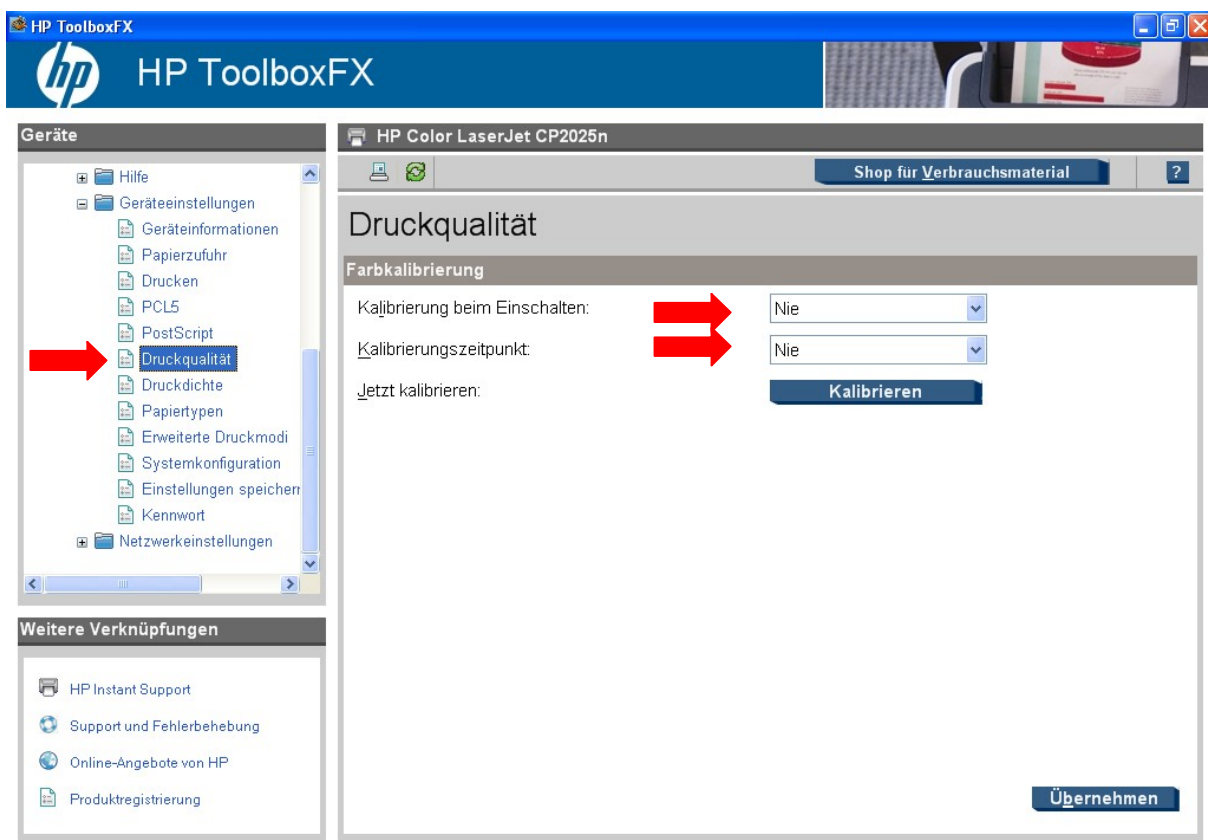 HP ToolboxFX
hp HP ToolboxFX
Geräte
Hilfe
Geräteeinstellungen
Geräteinformationen
Papierzufuhr
Drucken
PCL5
PostScript
Druckqualität
Druckdichte
Papiertypen
Erweiterte Druckmodi
Systemkonfiguration
Einstellungen speichern
Kennwort
Netzwerkeinstellungen
Weitere Verknüpfungen
HP Instant Support
Support und Fehlerbehebung
Online-Angebote von HP
Produktregistrierung
HP Color LaserJet CP2025n
Shop für Verbrauchsmaterial ?
Druckqualität
Farbkalibrierung
Kalibrierung beim Einschalten: Nie
Kalibrierungszeitpunkt: Nie
Jetzt kalibrieren: Kalibrieren
Übernehmen